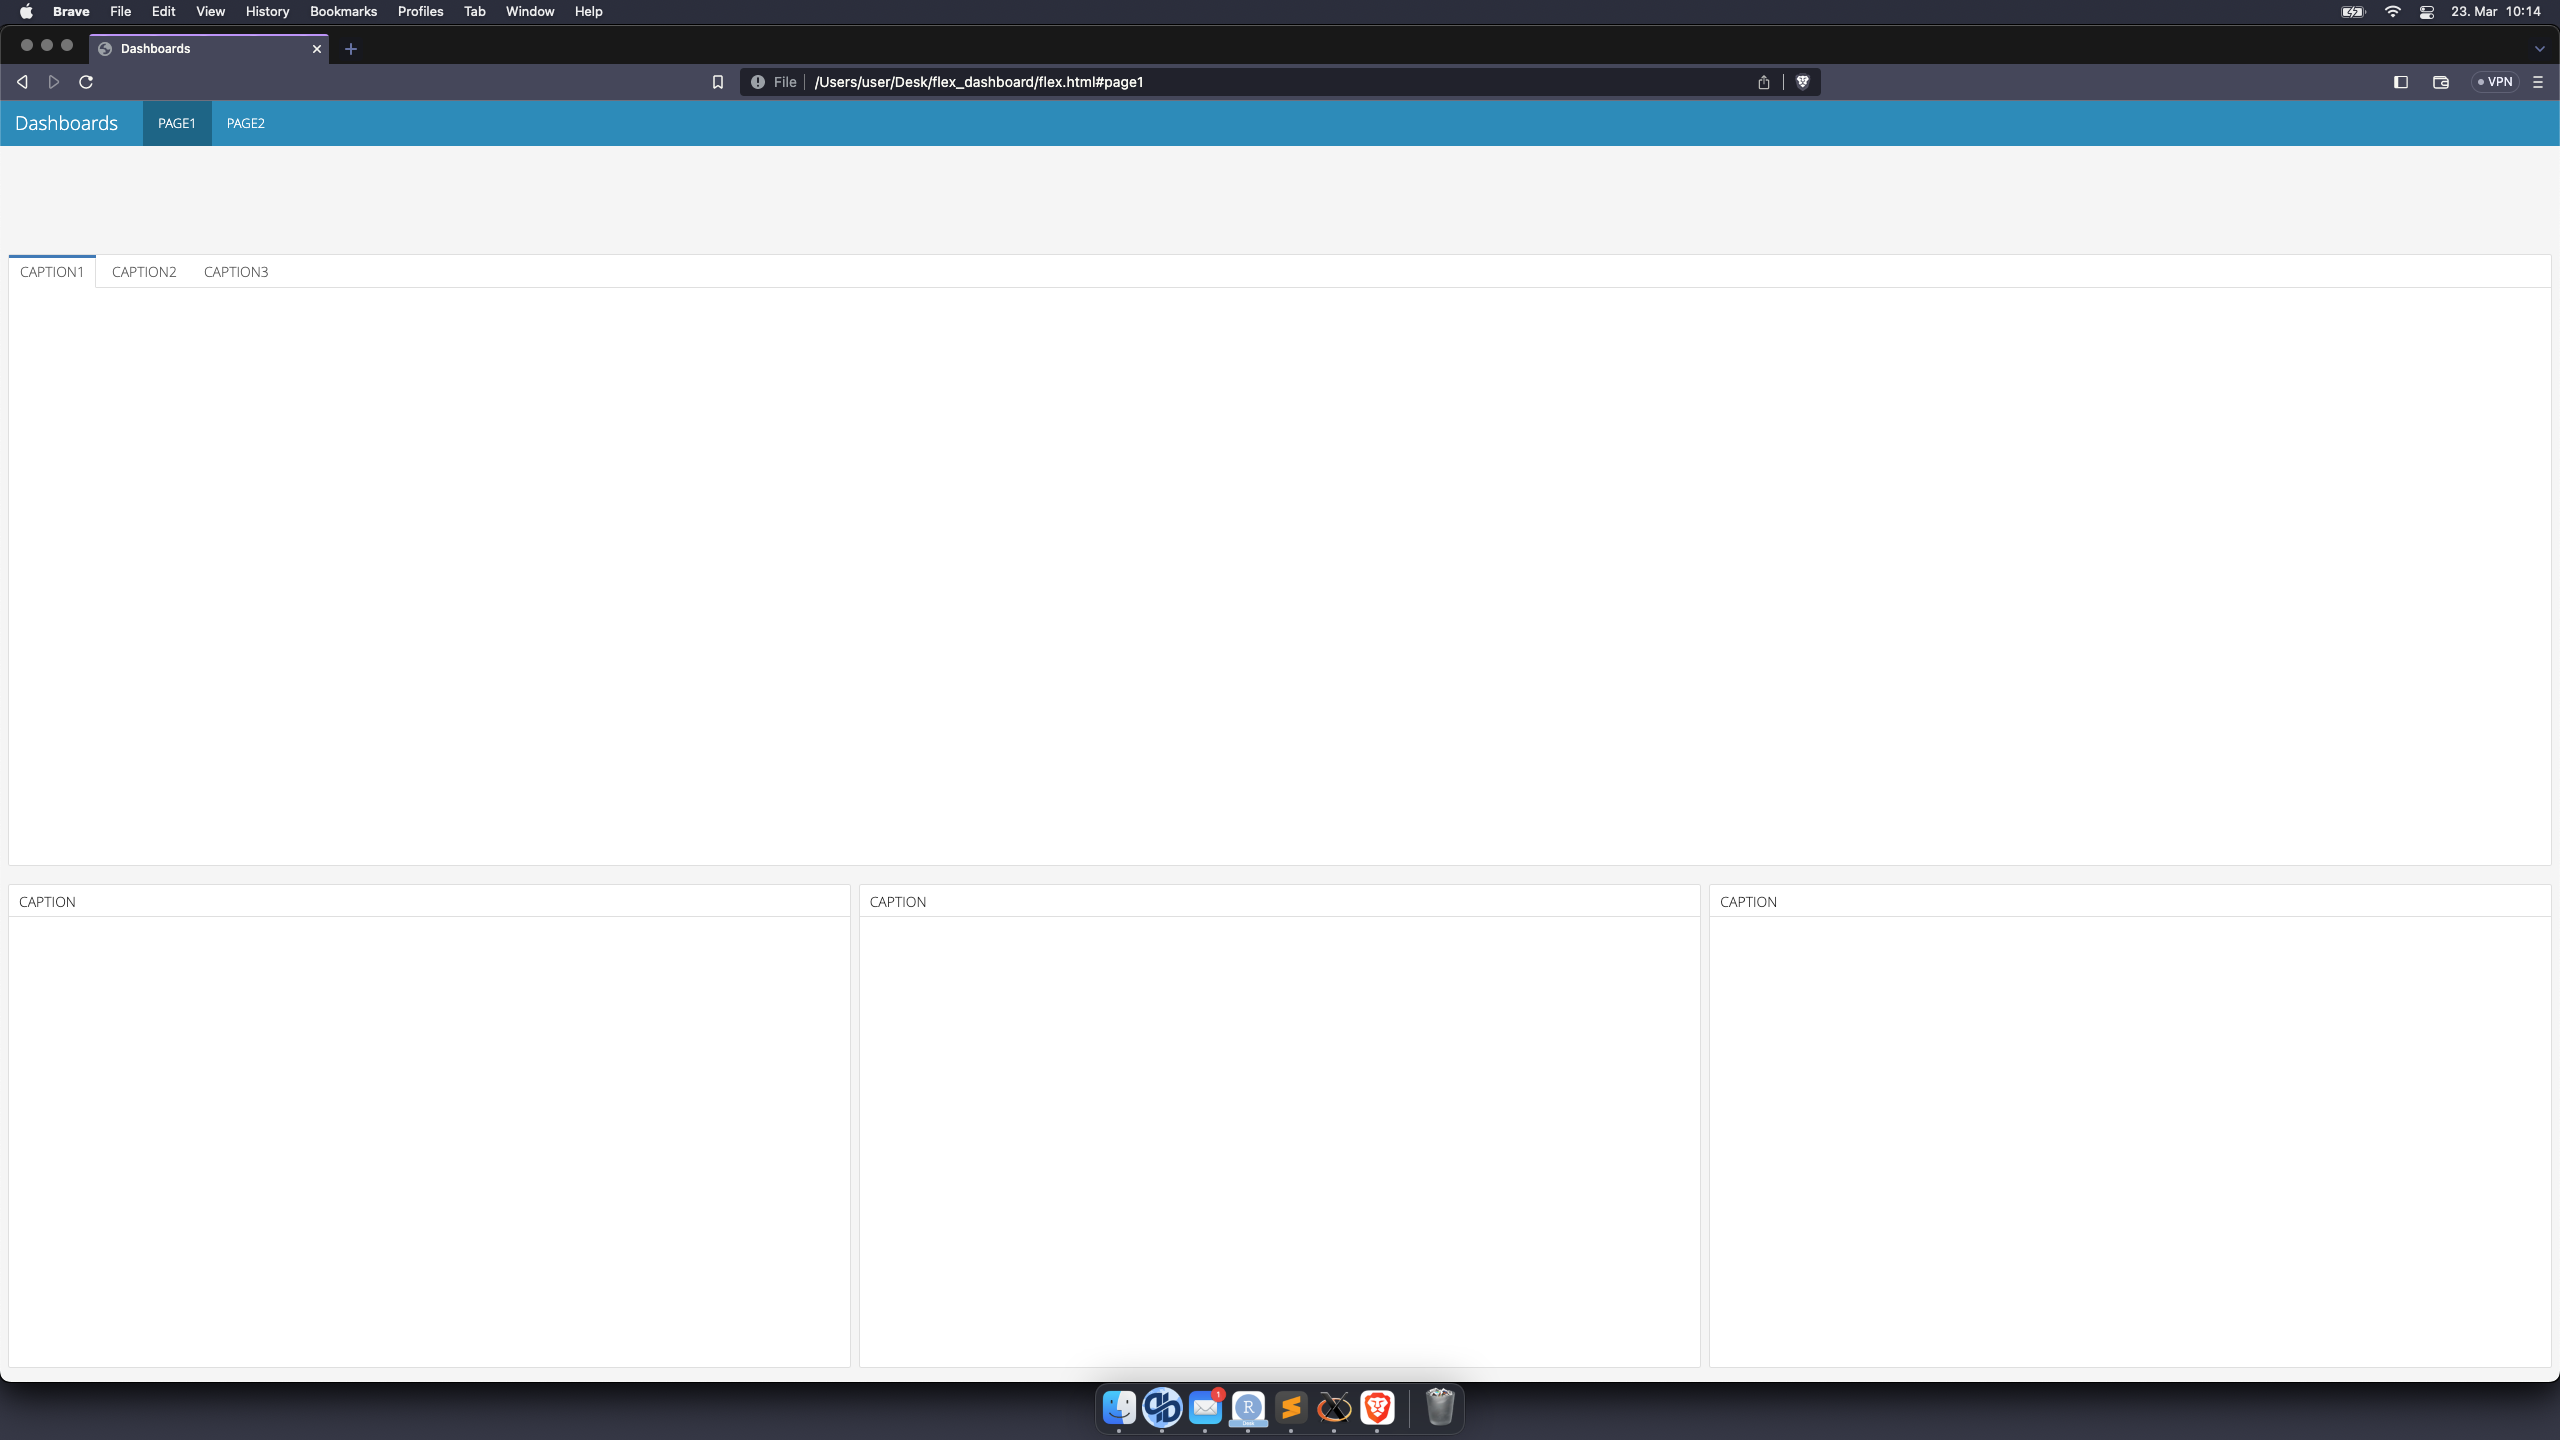 Brave File Edit View History Bookmarks Profiles Tab Window Help 23. Mar 10:14
Dashboards
File /Users/user/Desk/flex_dashboard/flex.html#page1 VPN
Dashboards PAGE1 PAGE2
CAPTION1 CAPTION2 CAPTION3
CAPTION CAPTION CAPTION
1
R
Desk